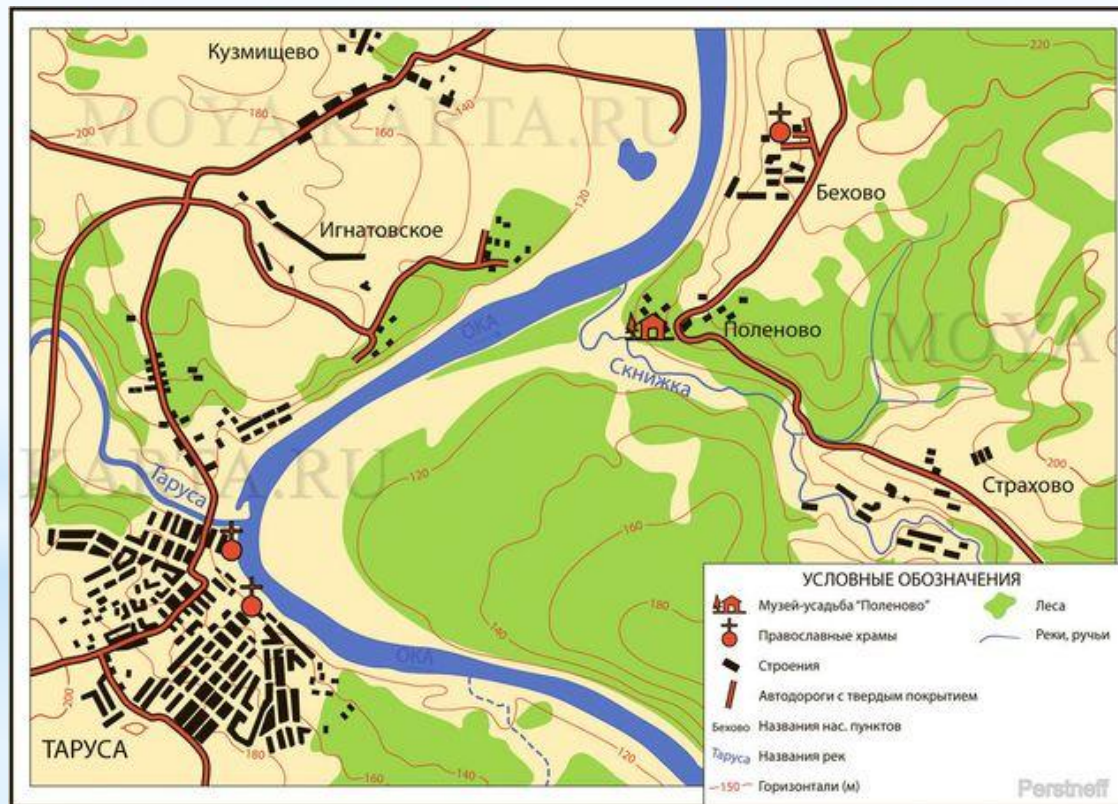 Кузмищево
220
180
140
MOYA-KARTA.RU
160
200
120
Бехово
Игнатовское
ОКА
Поленово
MOYA
Скнижка
KARTA.RU
Таруса
120
200
Страхово
160
180
140
ОКА
200
ТАРУСА
180
160
140
120
УСЛОВНЫЕ ОБОЗНАЧЕНИЯ
Музей-усадьба "Поленово"
Леса
Православные храмы
Реки, ручьи
Строения
Автодороги с твердым покрытием
Бехово Названия нас. пунктов
Таруса Названия рек
150 Горизонтали (м)
Perstneff